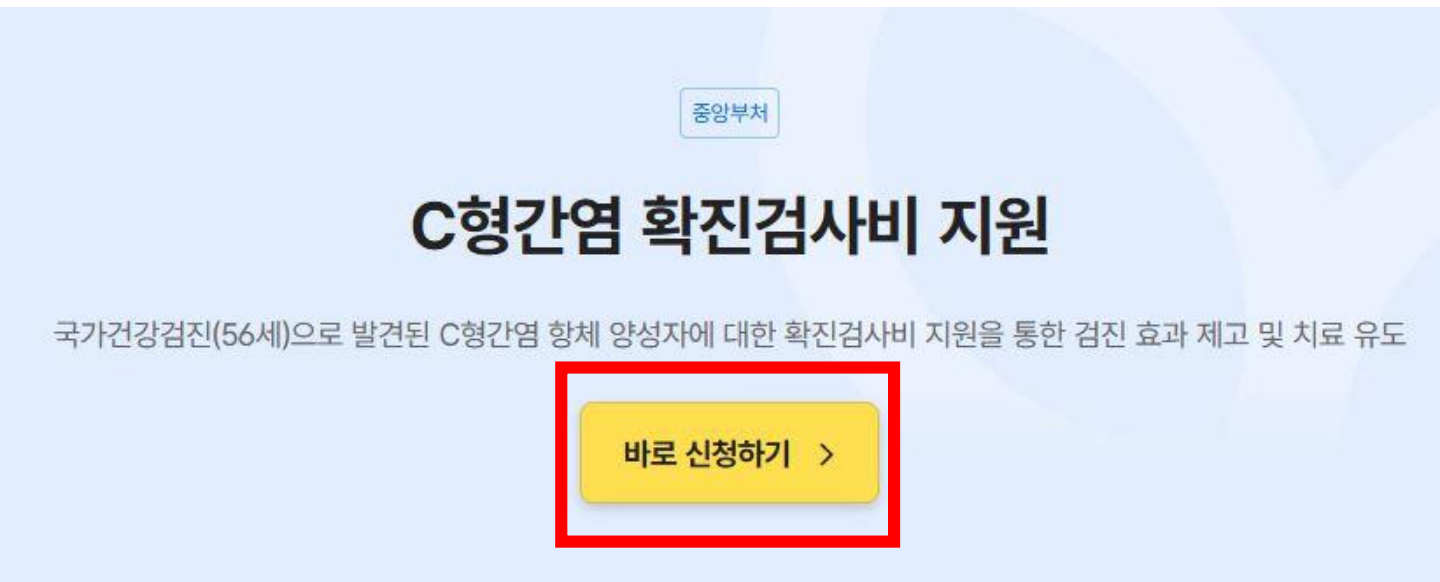 중앙부처
C형간염 확진검사비 지원
국가건강검진(56세)으로 발견된 C형간염 항체 양성자에 대한 확진검사비 지원을 통한 검진 효과 제고 및 치료 유도
바로 신청하기 >